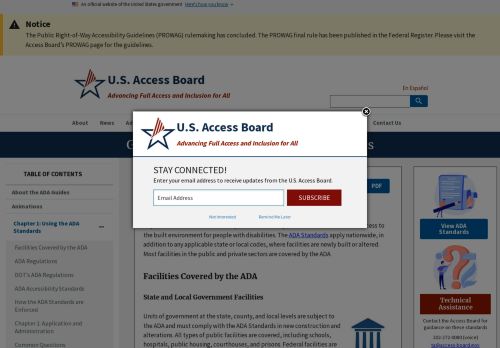 An official website of the United States government Here's how you know
Notice
The Public Right-of-Way Accessibility Guidelines (PROWAG) rulemaking has concluded. The PROWAG final rule has been published in the Federal Register. Please visit the
Access Board's PROWAG page for the guidelines.
U.S. Access Board
Advancing Full Access and Inclusion for All
En Español
About News
Contact Us
U.S. Access Board
Advancing Full Access and Inclusion for All
STAY CONNECTED!
Enter your email address to receive updates from the U.S. Access Board.
Email Address SUBSCRIBE
Not Interested Remind Me Later
TABLE OF CONTENTS
About the ADA Guides
Animations
Chapter 1: Using the ADA
Standards
Facilities Covered by the ADA
ADA Regulations
DOT's ADA Regulations
ADA Accessibility Standards
How the ADA Standards are
Enforced
Chapter 1: Application and
Administration
Common Questions
PDF
access to
the built environment for people with disabilities. The ADA Standards apply nationwide, in
addition to any applicable state or local codes, where facilities are newly built or altered.
Most facilities in the public and private sectors are covered by the ADA.
Facilities Covered by the ADA
State and Local Government Facilities
Units of government at the state, county, and local levels are subject to
the ADA and must comply with the ADA Standards in new construction and
alterations. All types of public facilities are covered, including schools,
hospitals, public housing, courthouses, and prisons. Federal facilities are
View ADA
Standards
Technical
Assistance
Contact the Access Board for
guidance on these standards
202-272-0080 (voice)
ta@access-board.gov